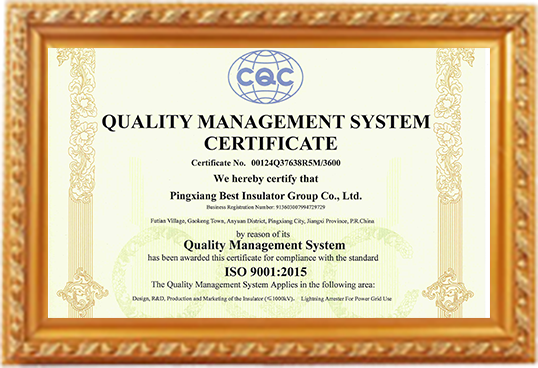 CQC
QUALITY MANAGEMENT SYSTEM
CERTIFICATE
Certificate No. 00124Q37638R5M/3600
We hereby certify that
Pingxiang Best Insulator Group Co., Ltd.
Business Registration Number: 913603007994728729
Futian Village, Gaokeng Town, Anyuan District, Pingxiang City, Jiangxi Province, P.R.China
by reason of its
Quality Management System
has been awarded this certificate for compliance with the standard
ISO 9001:2015
The Quality Management System Applies in the following area:
Design, R&D, Production and Marketing of the Insulator (≤1000kV)、 Lightning Arrester For Power Grid Use